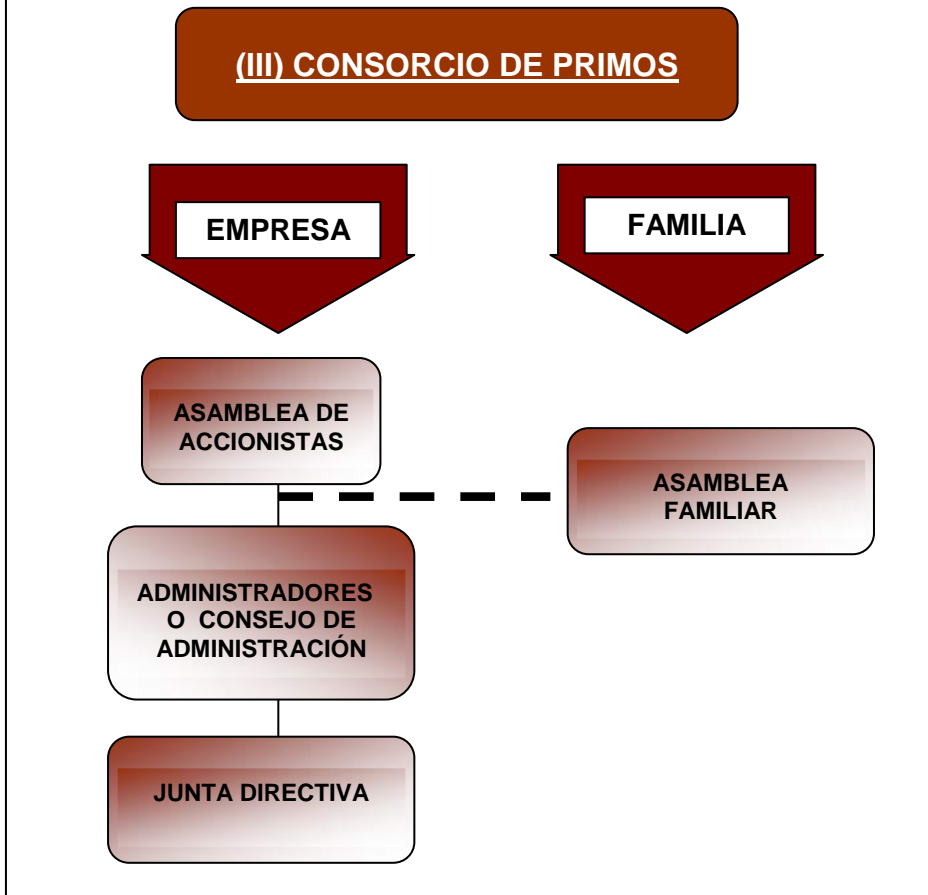 (III) CONSORCIO DE PRIMOS
EMPRESA
FAMILIA
ASAMBLEA DE
ACCIONISTAS
ASAMBLEA
FAMILIAR
ADMINISTRADORES
O CONSEJO DE
ADMINISTRACIÓN
JUNTA DIRECTIVA